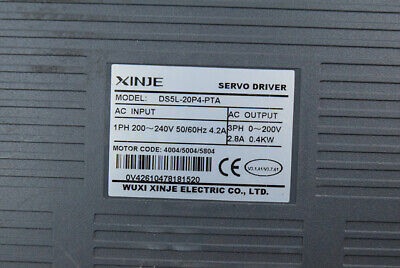 XINJE SERVO DRIVER
MODEL: DS5L-20P4-PTA
AC INPUT AC OUTPUT
1PH 200～240V 50/60Hz 4.2A 3PH 0～200V
2.8A 0.4KW
MOTOR CODE: 4004/5004/5804
CE
0V42610478181520
WUXI XINJE ELECTRIC CO., LTD.